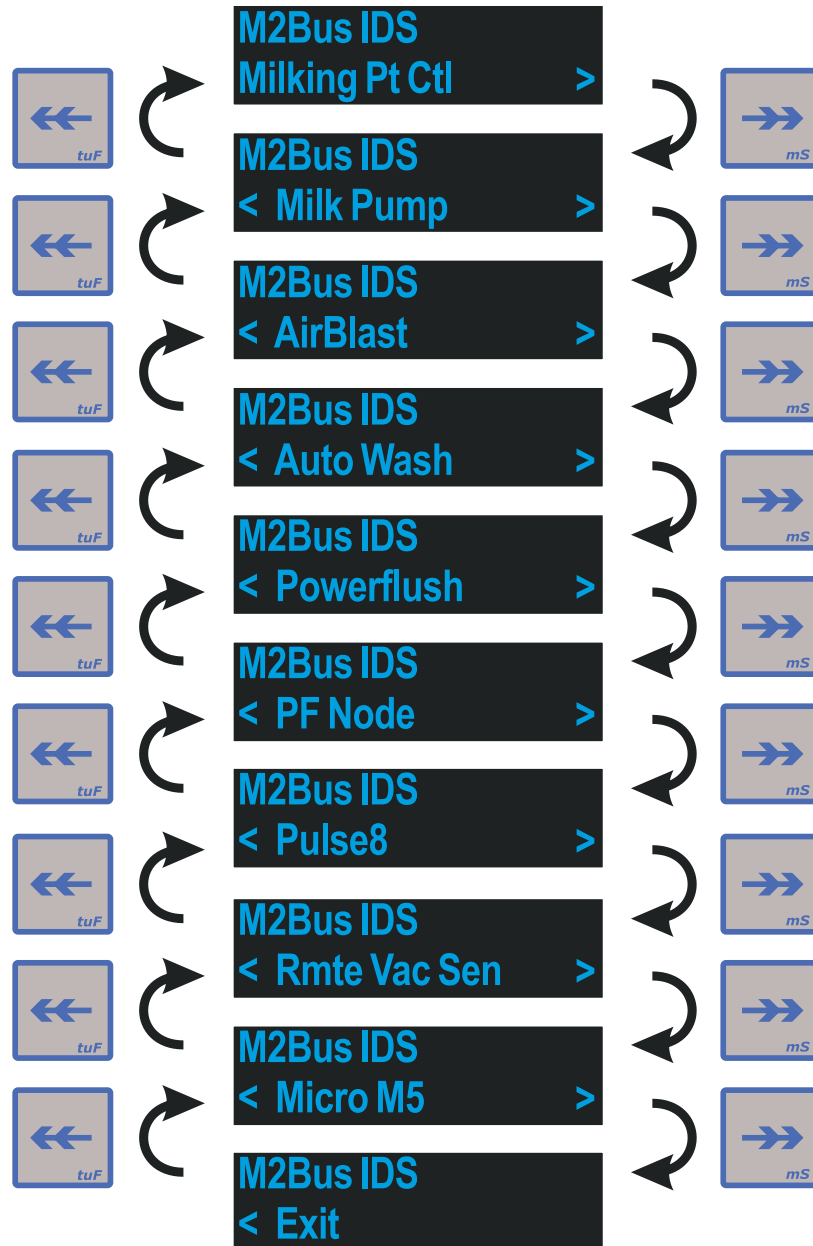 M2Bus IDS
Milking Pt Ctl >
tuF
mS
M2Bus IDS
< Milk Pump >
tuF
mS
M2Bus IDS
< AirBlast >
tuF
mS
M2Bus IDS
< Auto Wash >
tuF
mS
M2Bus IDS
< Powerflush >
tuF
mS
M2Bus IDS
< PF Node >
tuF
mS
M2Bus IDS
< Pulse8 >
tuF
mS
M2Bus IDS
< Rmte Vac Sen >
tuF
mS
M2Bus IDS
< Micro M5 >
tuF
mS
M2Bus IDS
< Exit